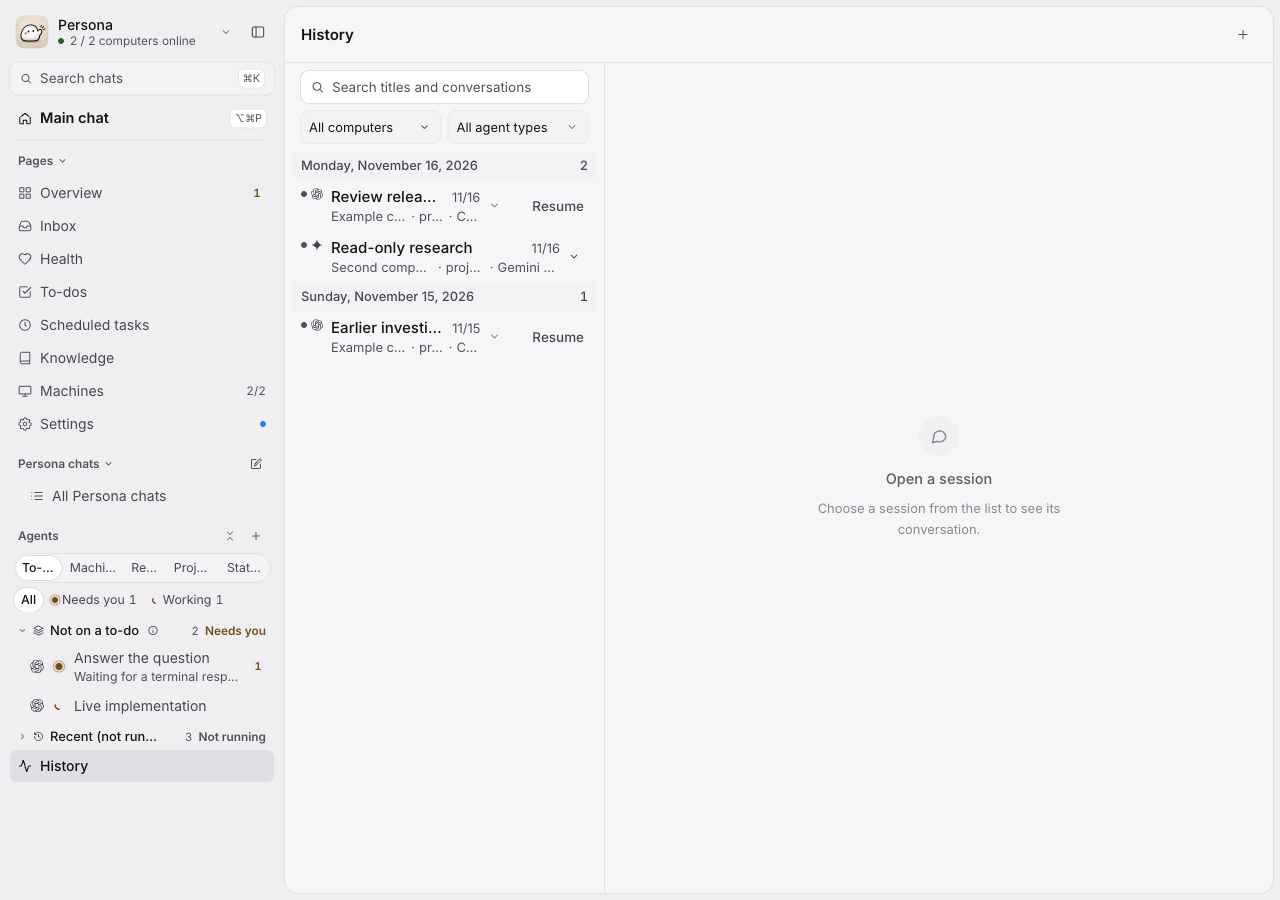 Persona
2 / 2 computers online
Search chats
⌘K
Main chat
⌥⌘P
Pages
Overview
1
Inbox
Health
To-dos
Scheduled tasks
Knowledge
Machines
2/2
Settings
Persona chats
All Persona chats
Agents
To-...
Machi...
Re...
Proj...
Stat...
All
Needs you 1
Working 1
Not on a to-do
2 Needs you
Answer the question
1
Waiting for a terminal resp...
Live implementation
Recent (not run...
3 Not running
History
History
Search titles and conversations
All computers
All agent types
Monday, November 16, 2026
2
Review relea...
11/16
Resume
Example c... · pr... · C...
Read-only research
11/16
Second comp... · proj... · Gemini ...
Sunday, November 15, 2026
1
Earlier investi...
11/15
Resume
Example c... · pr... · C...
Open a session
Choose a session from the list to see its
conversation.